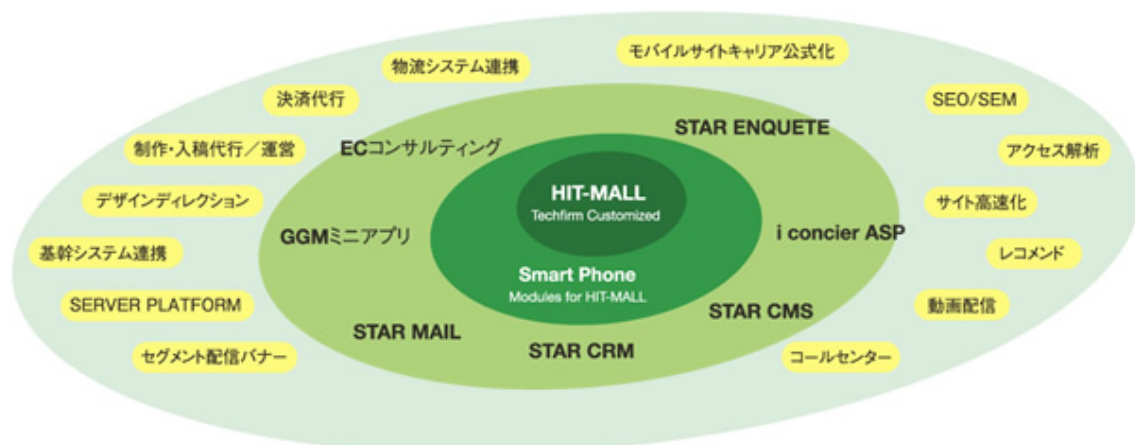 モバイルサイトキャリア公式化
物流システム連携
決済代行
SEO/SEM
STAR ENQUETE
制作・入稿代行／運営
ECコンサルティング
アクセス解析
HIT-MALL
Techfirm Customized
デザインディレクション
サイト高速化
GGMミニアプリ
i concier ASP
基幹システム連携
レコメンド
Smart Phone
Modules for HIT-MALL
SERVER PLATFORM
動画配信
STAR CMS
STAR MAIL
STAR CRM
セグメント配信バナー
コールセンター